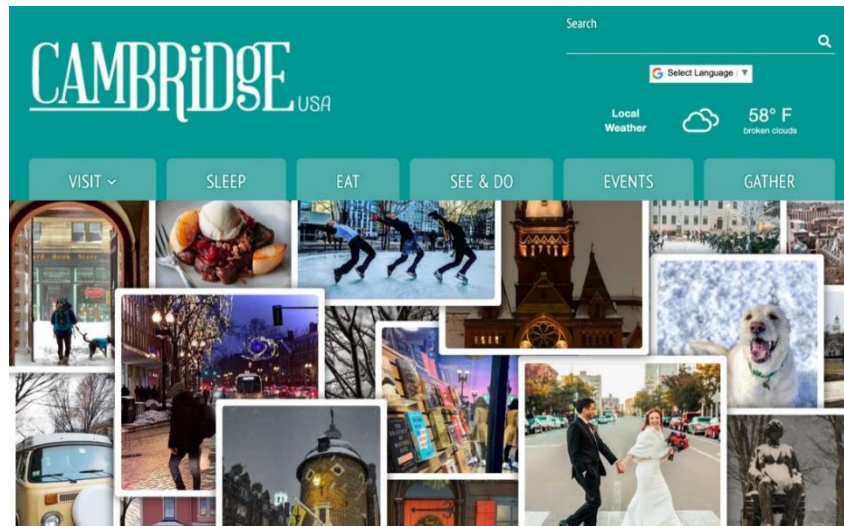 CAMBRiDgE USA
Search
Select Language
Local
Weather
58° F
broken clouds
VISIT
SLEEP
EAT
SEE & DO
EVENTS
GATHER
Book Store